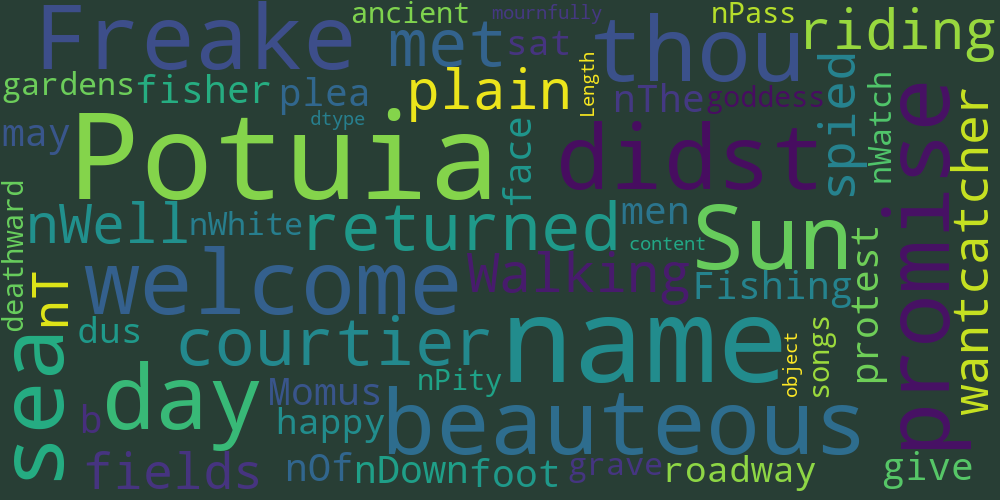 Freake
ancient
mournfully
nPass
met
sat
thou
riding
gardens
fisher
plea
plain
Length
nThe
goddess
dtype
may
Potuia
face
didst
spied
nWatch
promise
wantcatcher
deathward
nWell
nWhite
returned
men
content
Sun
welcome
Walking
Fishing
protest
sea
nT
dus
courtier
name
object
songs
day
Momus
nPity
b
happy
beauteous
fields
nOf
nDown
foot
grave
roadway
give